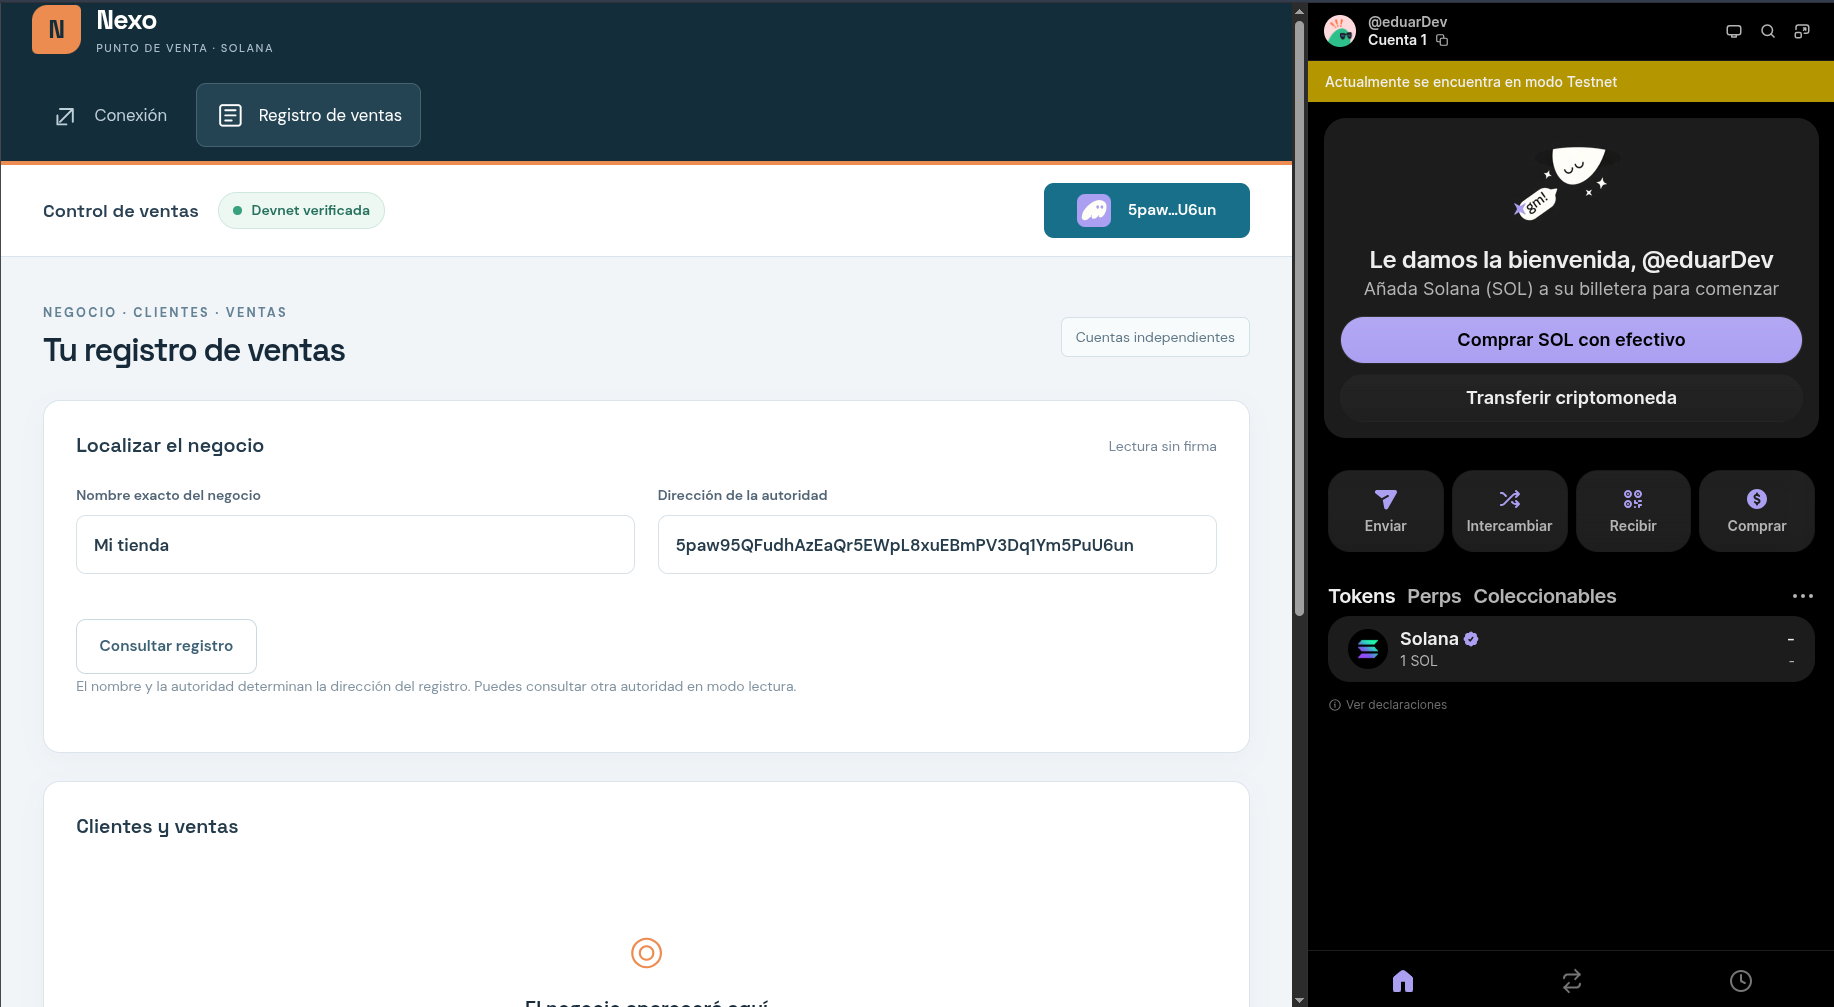 N
Nexo
PUNTO DE VENTA · SOLANA
Conexión
Registro de ventas
Control de ventas
Devnet verificada
5paw...U6un
NEGOCIO · CLIENTES · VENTAS
Tu registro de ventas
Cuentas independientes
Localizar el negocio
Lectura sin firma
Nombre exacto del negocio
Dirección de la autoridad
Mi tienda
5paw95QFudhAzEaQr5EWpL8xuEBmPV3Dq1Ym5PuU6un
Consultar registro
El nombre y la autoridad determinan la dirección del registro. Puedes consultar otra autoridad en modo lectura.
Clientes y ventas
El negocio aparecerá aquí
@eduarDev
Cuenta 1
Actualmente se encuentra en modo Testnet
gm!
Le damos la bienvenida, @eduarDev
Añada Solana (SOL) a su billetera para comenzar
Comprar SOL con efectivo
Transferir criptomoneda
Enviar
Intercambiar
Recibir
Comprar
Tokens Perps Coleccionables
Solana
-
1 SOL
-
Ver declaraciones